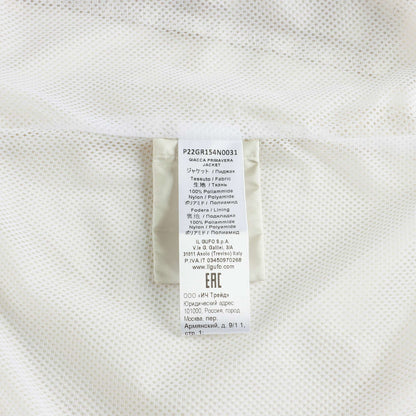 P22GR154N0031
GIACCA PRIMAVERA
JACKET
ジャケット / Пиджак
Tessuto / Fabric
生地 / Ткань
100% Poliammide
Nylon / Polyamide
ポリアミド / Полиамид
Fodera / Lining
裏地 / Подкладка
100% Poliammide
Nylon / Polyamide
ポリアミド / Полиамид
IL GUFO S.p.A.
V.le G. Galilei, 3/A
31011 Asolo (Treviso) Italy
P.IVA.IT 03450970268
www.ilgufo.com
EAC
ООО «ИЧ Трейд»
Юридический адрес:
101000, Россия, город
Москва, пер.
Армянский, д. 9/1 1,
стр. 1